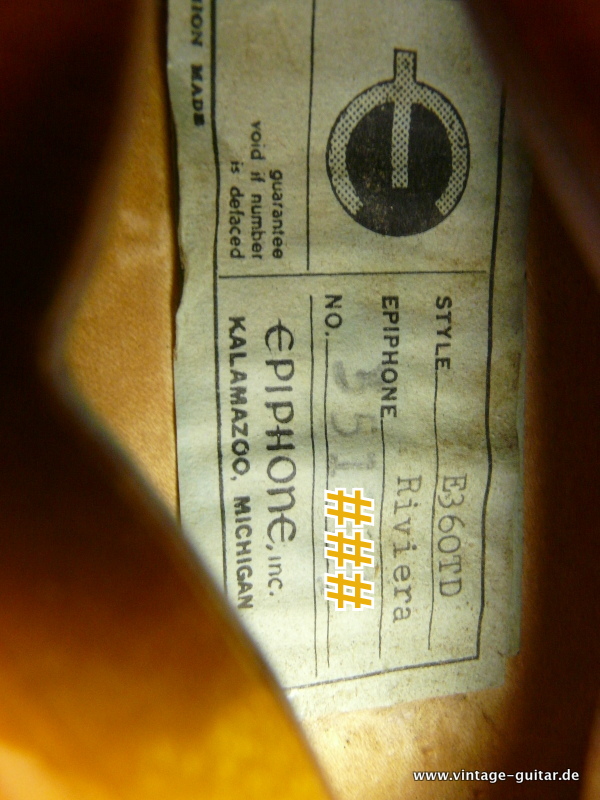 STYLE E360TD
EPIPHONE Riviera
NO. 551###
EPIPHONE, inc.
KALAMAZOO, MICHIGAN
guarantee
void if number
is defaced
ION MADE
www.vintage-guitar.de